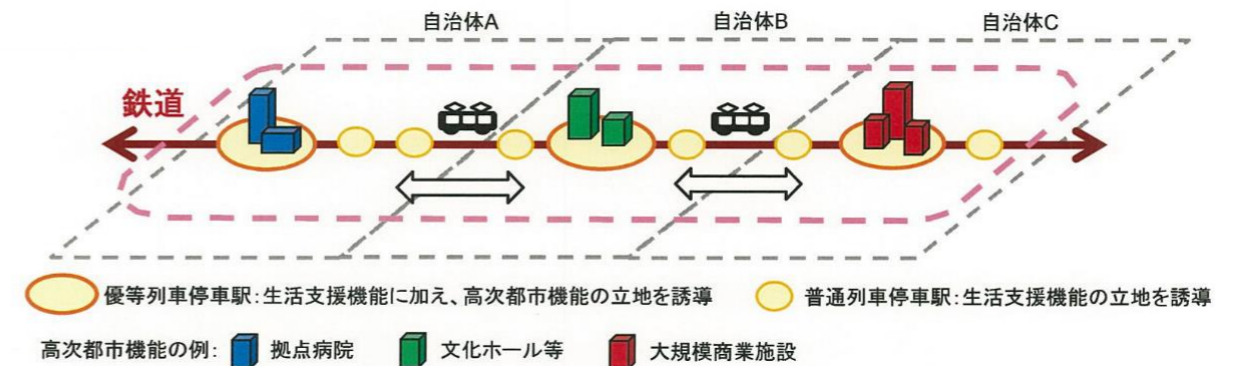 自治体A
自治体B
自治体C
鉄道
優等列車停車駅:生活支援機能に加え、高次都市機能の立地を誘導
普通列車停車駅:生活支援機能の立地を誘導
高次都市機能の例:
拠点病院
文化ホール等
大規模商業施設